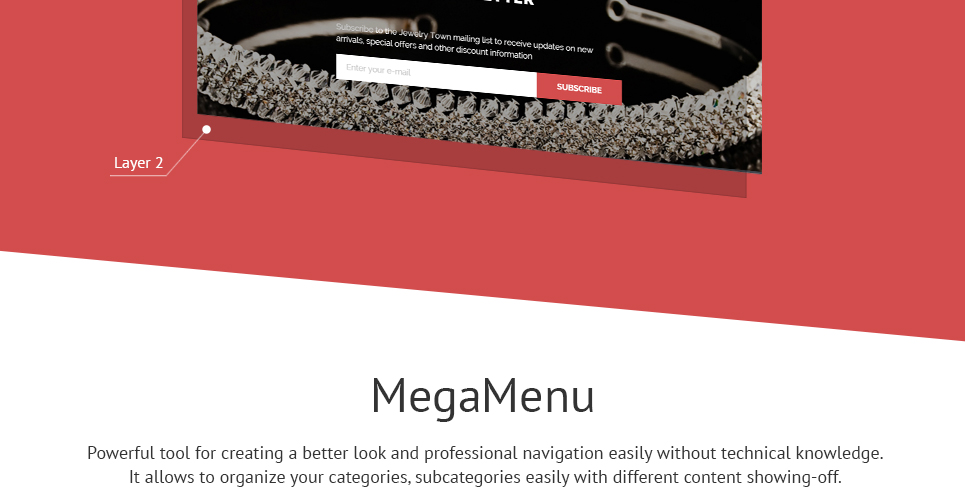 Subscribe to the Jewelry Town mailing list to receive updates on new
arrivals, special offers and other discount information
Enter your e-mail
SUBSCRIBE
Layer 2
MegaMenu
Powerful tool for creating a better look and professional navigation easily without technical knowledge.
It allows to organize your categories, subcategories easily with different content showing-off.